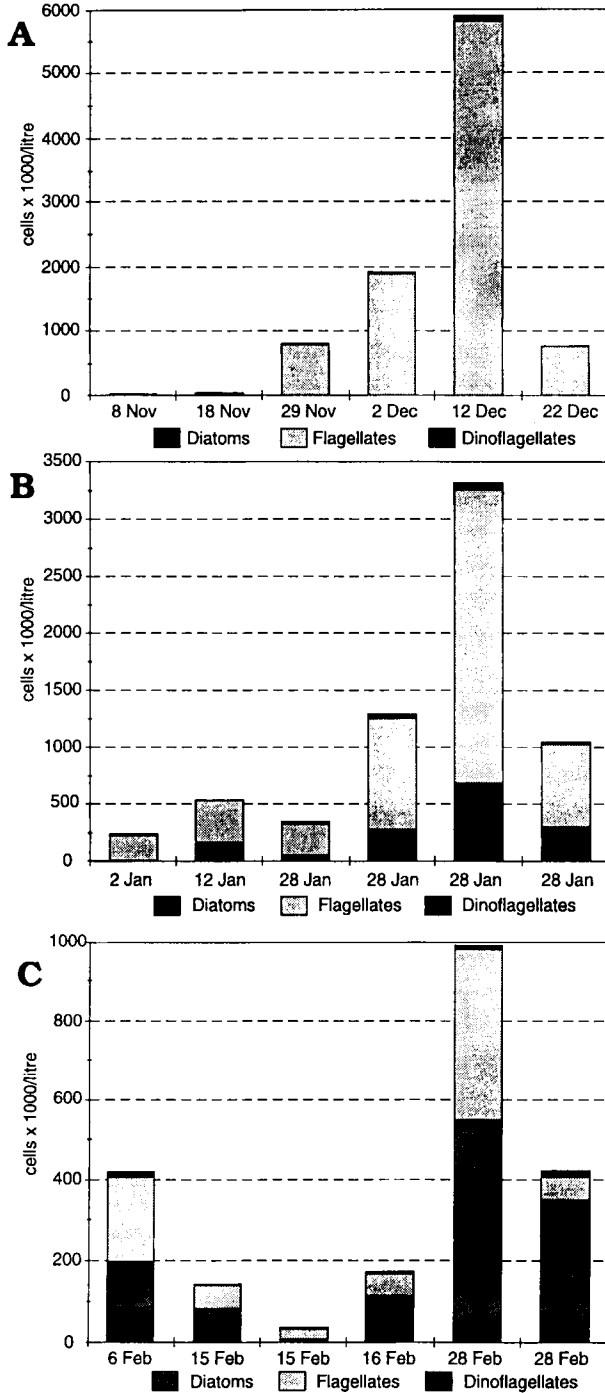 A
cells x 1000/litre
6000
5000
4000
3000
2000
1000
0
8 Nov 18 Nov 29 Nov 2 Dec 12 Dec 22 Dec
Diatoms Flagellates Dinoflagellates
B
cells x 1000/litre
3500
3000
2500
2000
1500
1000
500
0
2 Jan 12 Jan 28 Jan 28 Jan 28 Jan 28 Jan
Diatoms Flagellates Dinoflagellates
C
cells x 1000/litre
1000
800
600
400
200
0
6 Feb 15 Feb 15 Feb 16 Feb 28 Feb 28 Feb
Diatoms Flagellates Dinoflagellates